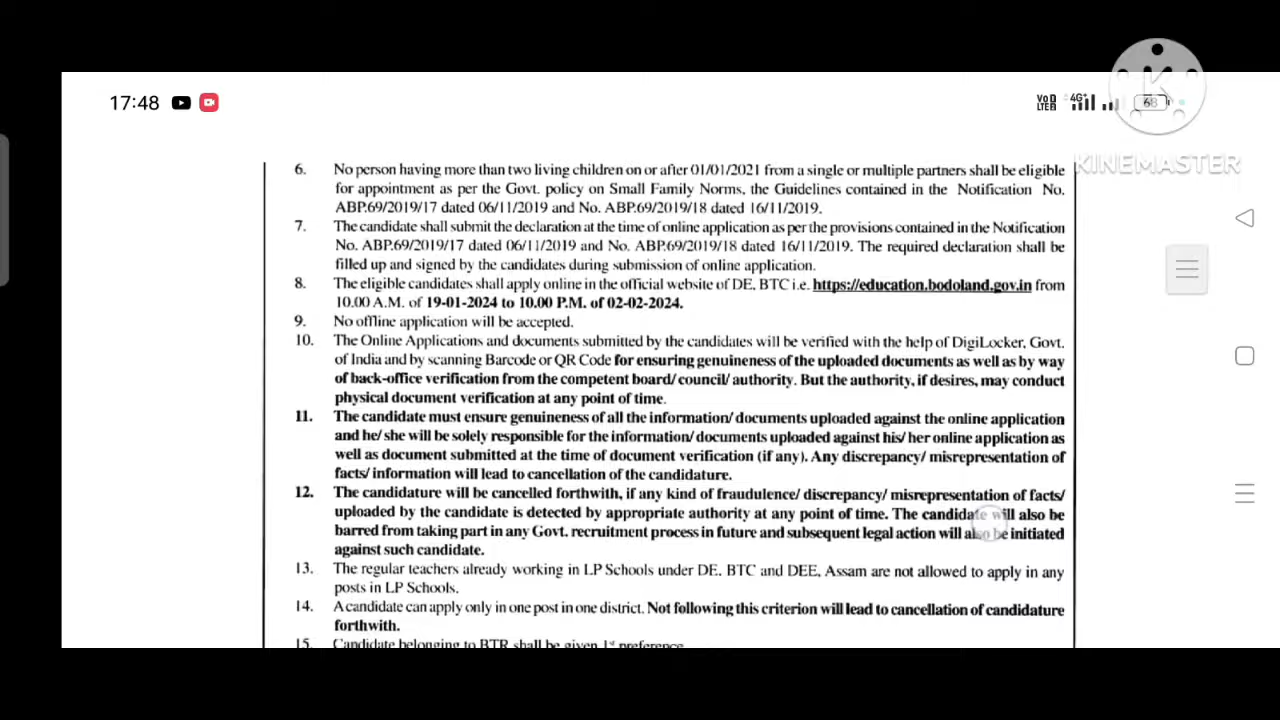 17:48
VoD LTE2 4G+ 68
KINEMASTER
6. No person having more than two living children on or after 01/01/2021 from a single or multiple partners shall be eligible
for appointment as per the Govt. policy on Small Family Norms, the Guidelines contained in the Notification No.
ABP.69/2019/17 dated 06/11/2019 and No. ABP.69/2019/18 dated 16/11/2019.
7. The candidate shall submit the declaration at the time of online application as per the provisions contained in the Notification
No. ABP.69/2019/17 dated 06/11/2019 and No. ABP.69/2019/18 dated 16/11/2019. The required declaration shall be
filled up and signed by the candidates during submission of online application.
8. The eligible candidates shall apply online in the official website of DE, BTC i.e. https://education.bodoland.gov.in from
10.00 A.M. of 19-01-2024 to 10.00 P.M. of 02-02-2024.
9. No offline application will be accepted.
10. The Online Applications and documents submitted by the candidates will be verified with the help of DigiLocker, Govt.
of India and by scanning Barcode or QR Code for ensuring genuineness of the uploaded documents as well as by way
of back-office verification from the competent board/ council/ authority. But the authority, if desires, may conduct
physical document verification at any point of time.
11. The candidate must ensure genuineness of all the information/ documents uploaded against the online application
and he/ she will be solely responsible for the information/ documents uploaded against his/ her online application as
well as document submitted at the time of document verification (if any). Any discrepancy/ misrepresentation of
facts/ information will lead to cancellation of the candidature.
12. The candidature will be cancelled forthwith, if any kind of fraudulence/ discrepancy/ misrepresentation of facts/
uploaded by the candidate is detected by appropriate authority at any point of time. The candidate will also be
barred from taking part in any Govt. recruitment process in future and subsequent legal action will also be initiated
against such candidate.
13. The regular teachers already working in LP Schools under DE, BTC and DEE, Assam are not allowed to apply in any
posts in LP Schools.
14. A candidate can apply only in one post in one district. Not following this criterion will lead to cancellation of candidature
forthwith.
15. Candidate belonging to BTR shall be given 1st preference